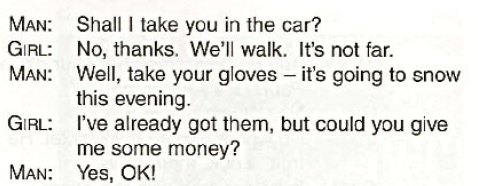 MAN: Shall I take you in the car?
GIRL: No, thanks. We'll walk. It's not far.
MAN: Well, take your gloves – it's going to snow
this evening.
GIRL: I've already got them, but could you give
me some money?
MAN: Yes, OK!